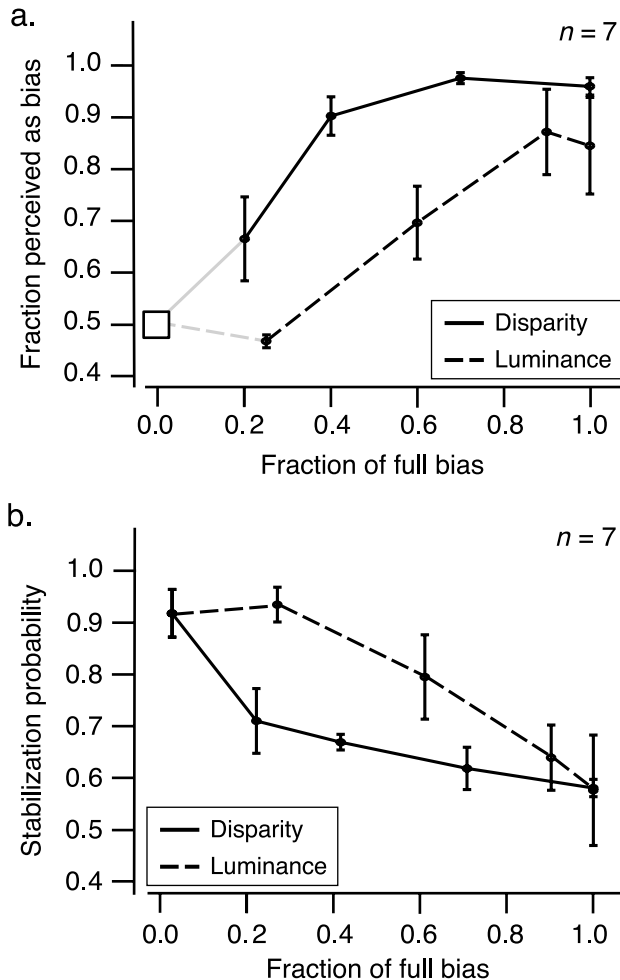 a.
n = 7
Fraction perceived as bias
1.0
0.9
0.8
0.7
0.6
0.5
0.4
Disparity
Luminance
0.0 0.2 0.4 0.6 0.8 1.0
Fraction of full bias
b.
n = 7
Stabilization probability
1.0
0.9
0.8
0.7
0.6
0.5
0.4
Disparity
Luminance
0.0 0.2 0.4 0.6 0.8 1.0
Fraction of full bias